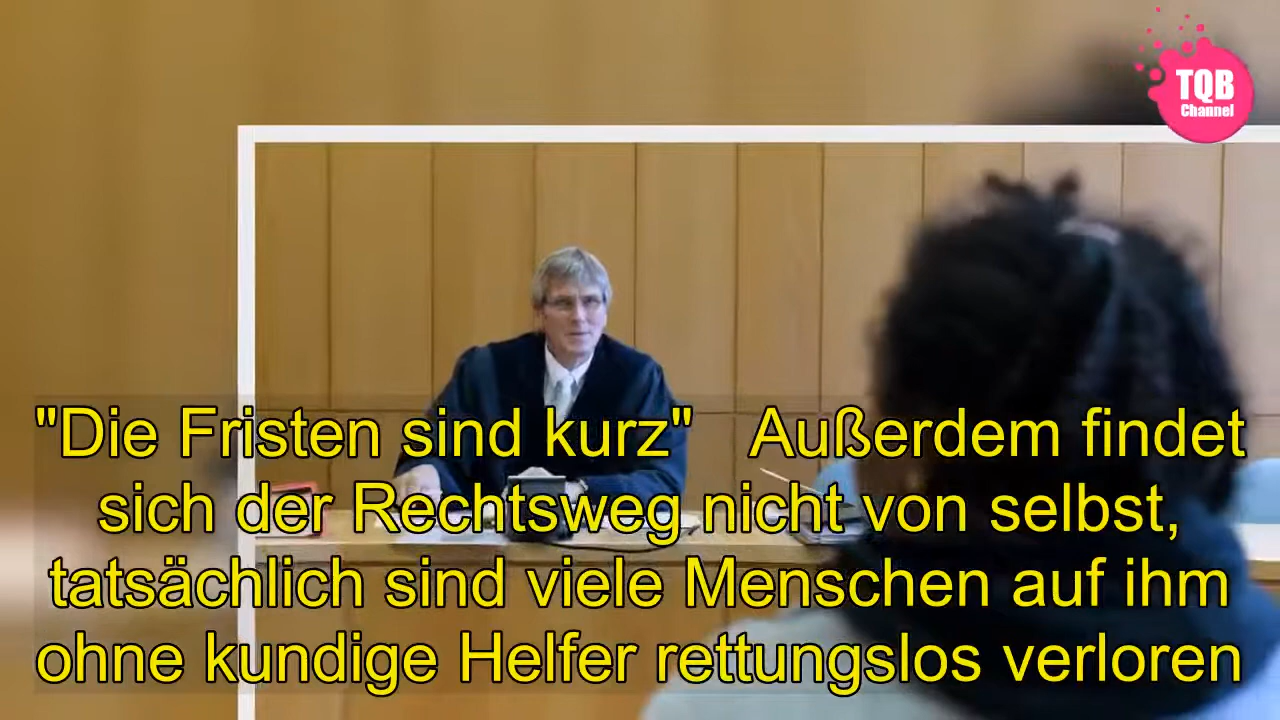 TQB
Channel
"Die Fristen sind kurz"   Außerdem findet
sich der Rechtsweg nicht von selbst,
tatsächlich sind viele Menschen auf ihm
ohne kundige Helfer rettungslos verloren